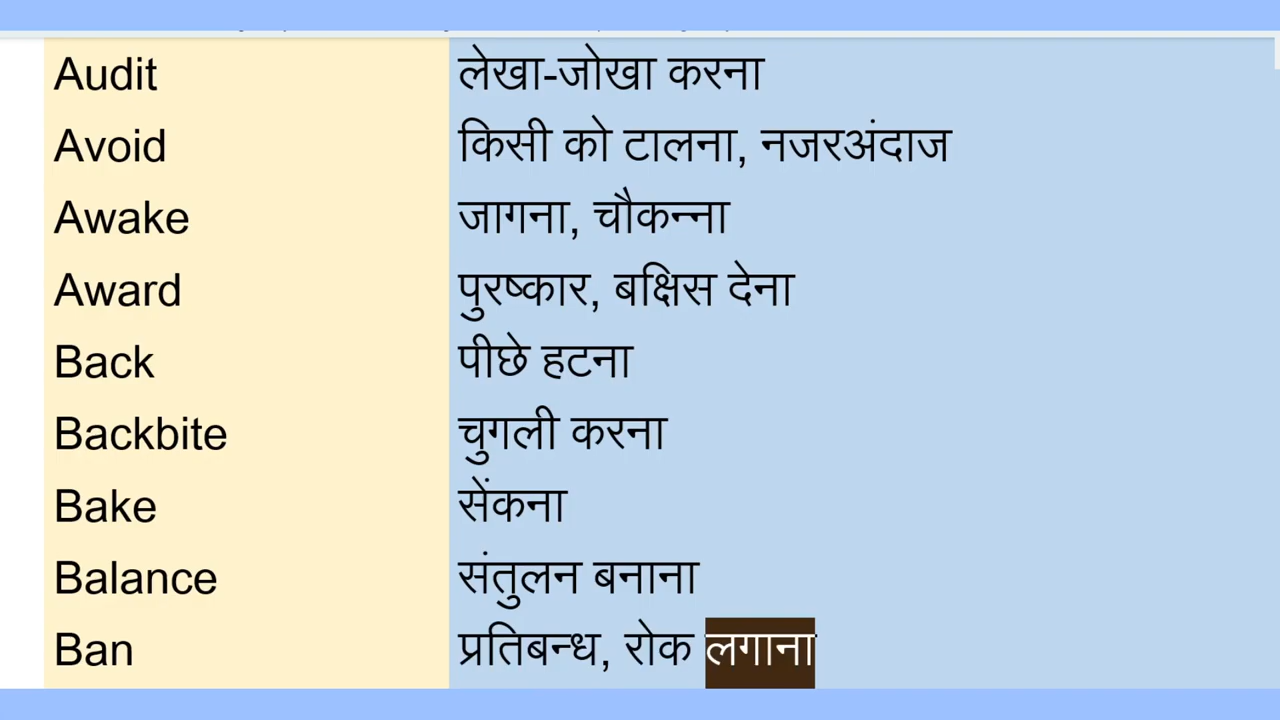 Audit लेखा-जोखा करना
Avoid किसी को टालना, नजरअंदाज
Awake जागना, चौकन्ना
Award पुरष्कार, बक्षिस देना
Back पीछे हटना
Backbite चुगली करना
Bake सेंकना
Balance संतुलन बनाना
Ban प्रतिबन्ध, रोक लगाना